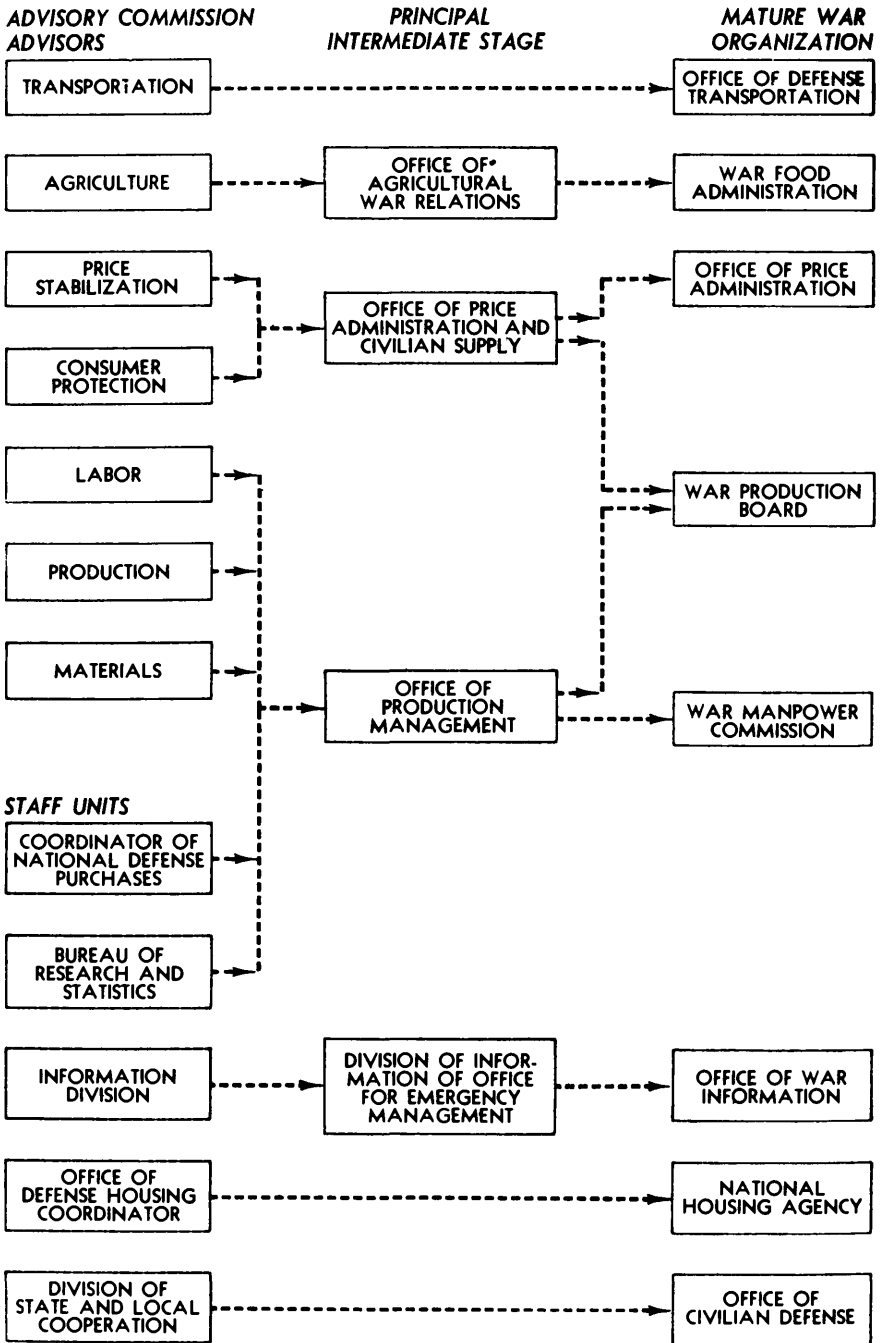 ADVISORY COMMISSION
ADVISORS
PRINCIPAL
INTERMEDIATE STAGE
MATURE WAR
ORGANIZATION
TRANSPORTATION
OFFICE OF DEFENSE
TRANSPORTATION
AGRICULTURE
OFFICE OF
AGRICULTURAL
WAR RELATIONS
WAR FOOD
ADMINISTRATION
PRICE
STABILIZATION
CONSUMER
PROTECTION
OFFICE OF PRICE
ADMINISTRATION AND
CIVILIAN SUPPLY
OFFICE OF PRICE
ADMINISTRATION
LABOR
PRODUCTION
MATERIALS
WAR PRODUCTION
BOARD
OFFICE OF
PRODUCTION
MANAGEMENT
WAR MANPOWER
COMMISSION
STAFF UNITS
COORDINATOR OF
NATIONAL DEFENSE
PURCHASES
BUREAU OF
RESEARCH AND
STATISTICS
INFORMATION
DIVISION
DIVISION OF INFOR-
MATION OF OFFICE
FOR EMERGENCY
MANAGEMENT
OFFICE OF WAR
INFORMATION
OFFICE OF
DEFENSE HOUSING
COORDINATOR
NATIONAL
HOUSING AGENCY
DIVISION OF
STATE AND LOCAL
COOPERATION
OFFICE OF
CIVILIAN DEFENSE